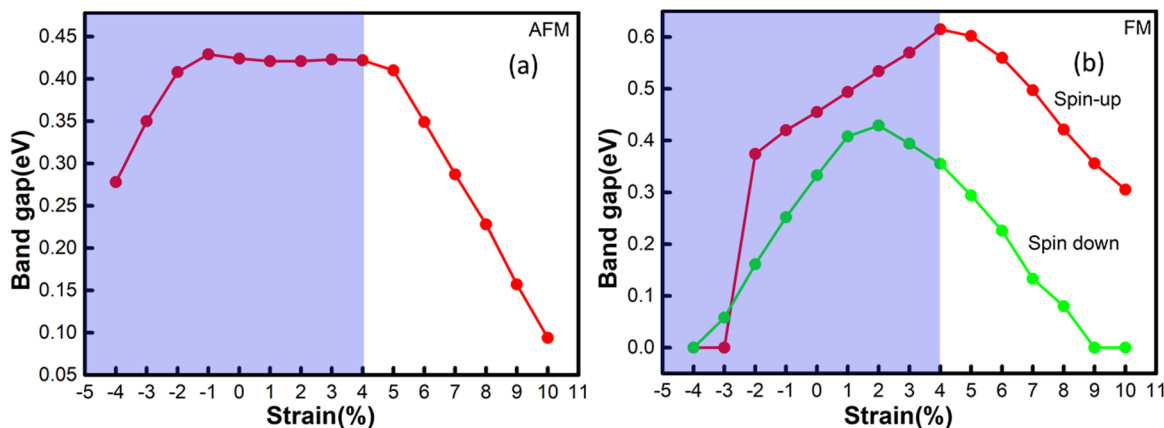 AFM
(a)
Band gap(eV)
0.45
0.40
0.35
0.30
0.25
0.20
0.15
0.10
0.05
-5 -4 -3 -2 -1 0 1 2 3 4 5 6 7 8 9 10 11
Strain(%)
FM
(b)
Spin-up
Spin down
Band gap(eV)
0.6
0.5
0.4
0.3
0.2
0.1
0.0
-5 -4 -3 -2 -1 0 1 2 3 4 5 6 7 8 9 10 11
Strain(%)